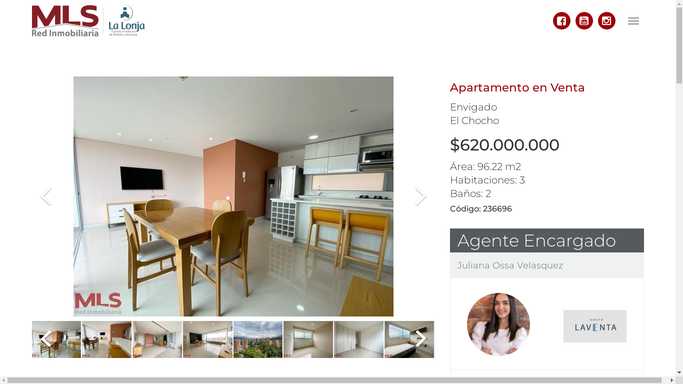 MLS
Red Inmobiliaria
La Lonja
Apartamento en Venta
Envigado
El Chocho
$620.000.000
Área: 96.22 m2
Habitaciones: 3
Baños: 2
Código: 236696
Agente Encargado
Juliana Ossa Velasquez
LAVENTA
MLS
Red Inmobiliaria